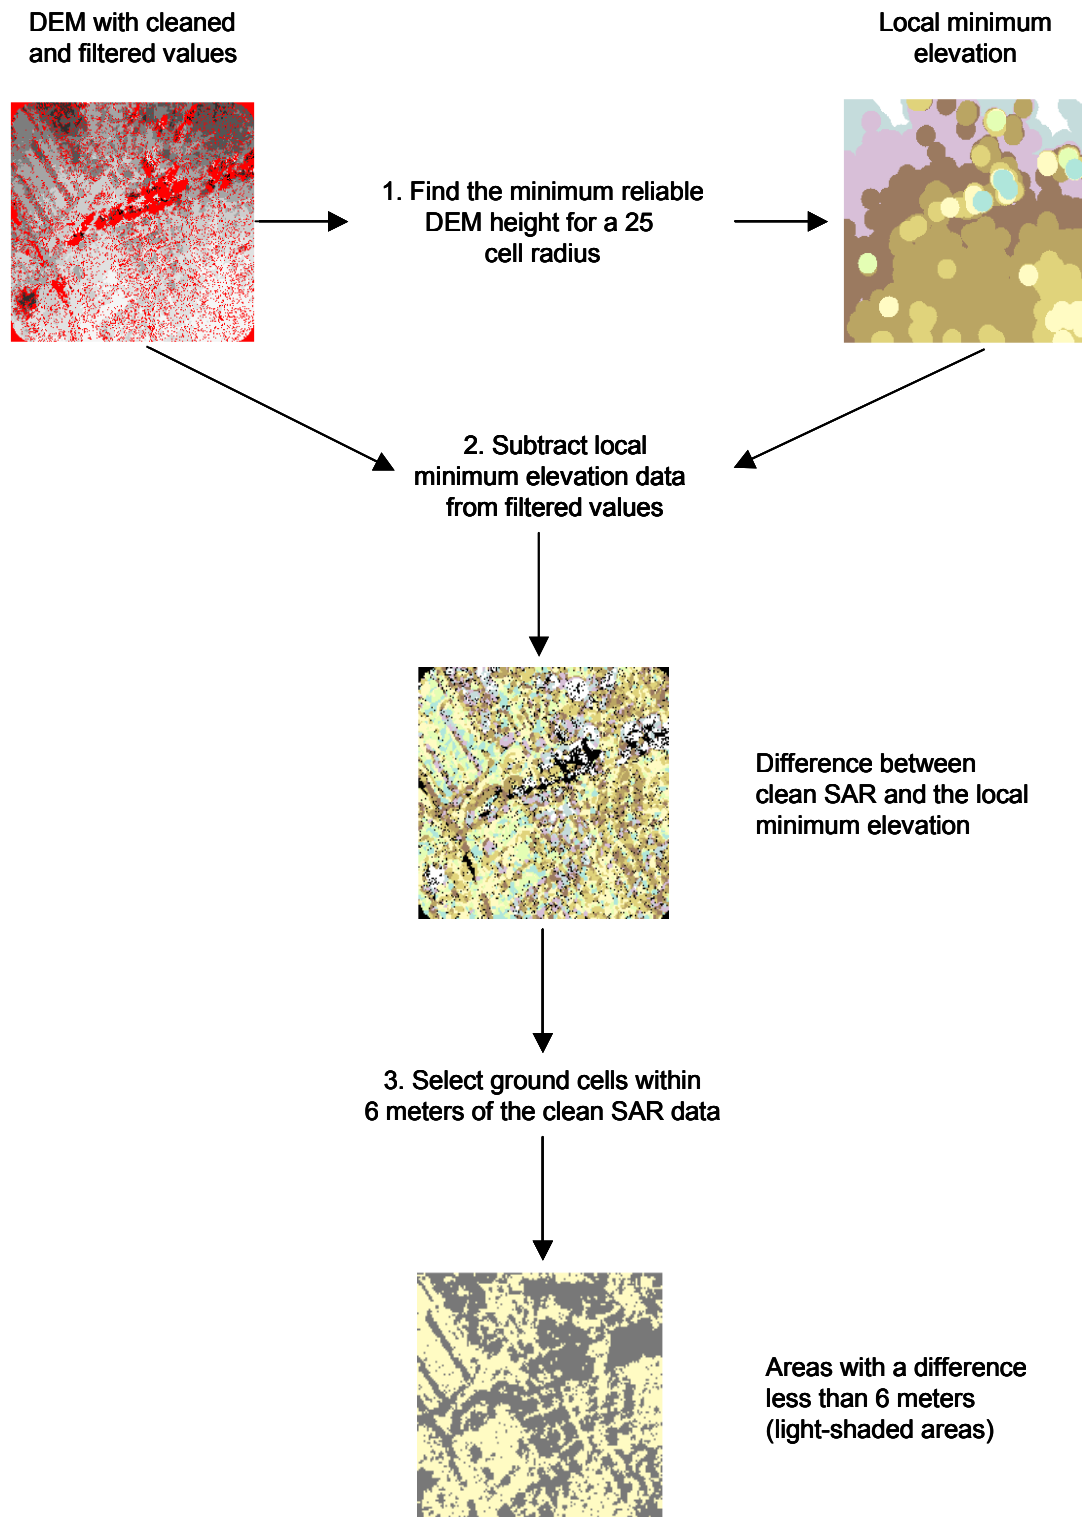 DEM with cleaned
and filtered values
Local minimum
elevation
1. Find the minimum reliable
DEM height for a 25
cell radius
2. Subtract local
minimum elevation data
from filtered values
Difference between
clean SAR and the local
minimum elevation
3. Select ground cells within
6 meters of the clean SAR data
Areas with a difference
less than 6 meters
(light-shaded areas)